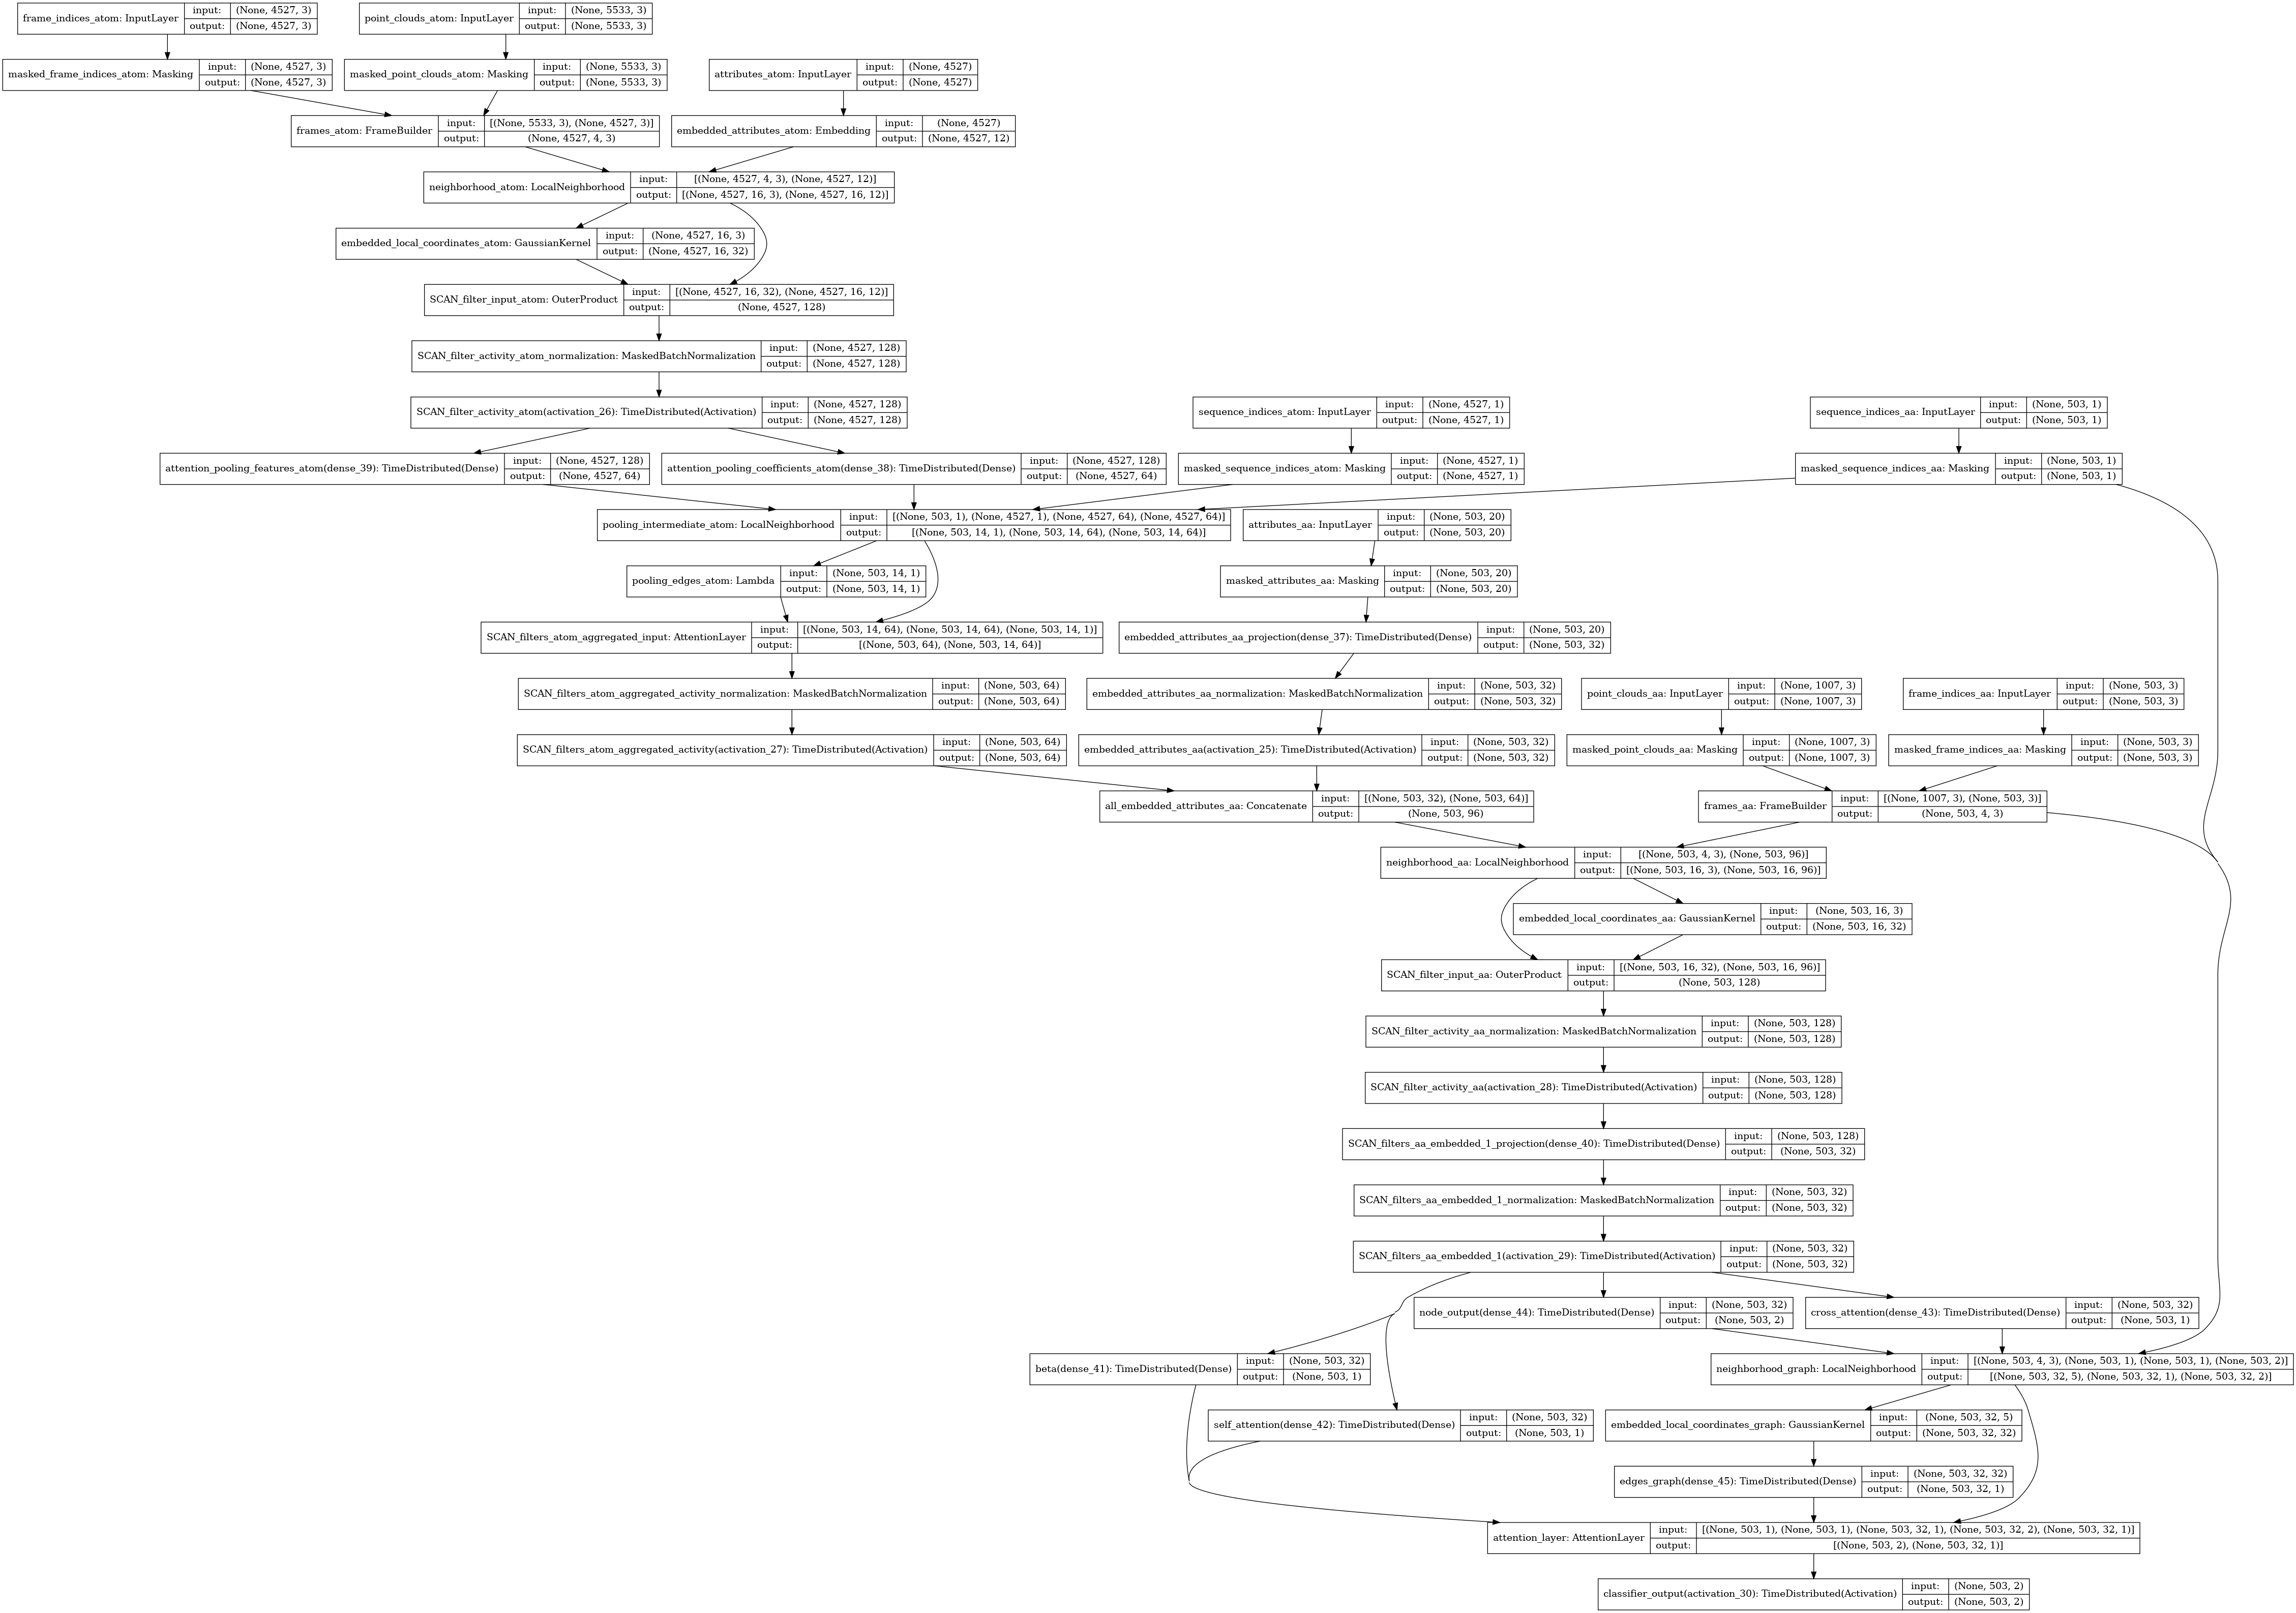 frame_indices_atom: InputLayer input: (None, 4527, 3) output: (None, 4527, 3)
point_clouds_atom: InputLayer input: (None, 5533, 3) output: (None, 5533, 3)
masked_frame_indices_atom: Masking input: (None, 4527, 3) output: (None, 4527, 3)
masked_point_clouds_atom: Masking input: (None, 5533, 3) output: (None, 5533, 3)
attributes_atom: InputLayer input: (None, 4527) output: (None, 4527)
frames_atom: FrameBuilder input: [(None, 5533, 3), (None, 4527, 3)] output: (None, 4527, 4, 3)
embedded_attributes_atom: Embedding input: (None, 4527) output: (None, 4527, 12)
neighborhood_atom: LocalNeighborhood input: [(None, 4527, 4, 3), (None, 4527, 12)] output: [(None, 4527, 16, 3), (None, 4527, 16, 12)]
embedded_local_coordinates_atom: GaussianKernel input: (None, 4527, 16, 3) output: (None, 4527, 16, 32)
SCAN_filter_input_atom: OuterProduct input: [(None, 4527, 16, 32), (None, 4527, 16, 12)] output: (None, 4527, 128)
SCAN_filter_activity_atom_normalization: MaskedBatchNormalization input: (None, 4527, 128) output: (None, 4527, 128)
SCAN_filter_activity_atom(activation_26): TimeDistributed(Activation) input: (None, 4527, 128) output: (None, 4527, 128)
sequence_indices_atom: InputLayer input: (None, 4527, 1) output: (None, 4527, 1)
sequence_indices_aa: InputLayer input: (None, 503, 1) output: (None, 503, 1)
attention_pooling_features_atom(dense_39): TimeDistributed(Dense) input: (None, 4527, 128) output: (None, 4527, 64)
attention_pooling_coefficients_atom(dense_38): TimeDistributed(Dense) input: (None, 4527, 128) output: (None, 4527, 64)
masked_sequence_indices_atom: Masking input: (None, 4527, 1) output: (None, 4527, 1)
masked_sequence_indices_aa: Masking input: (None, 503, 1) output: (None, 503, 1)
pooling_intermediate_atom: LocalNeighborhood input: [(None, 503, 1), (None, 4527, 1), (None, 4527, 64), (None, 4527, 64)] output: [(None, 503, 14, 1), (None, 503, 14, 64), (None, 503, 14, 64)]
attributes_aa: InputLayer input: (None, 503, 20) output: (None, 503, 20)
pooling_edges_atom: Lambda input: (None, 503, 14, 1) output: (None, 503, 14, 1)
masked_attributes_aa: Masking input: (None, 503, 20) output: (None, 503, 20)
SCAN_filters_atom_aggregated_input: AttentionLayer input: [(None, 503, 14, 64), (None, 503, 14, 64), (None, 503, 14, 1)] output: [(None, 503, 64), (None, 503, 14, 64)]
embedded_attributes_aa_projection(dense_37): TimeDistributed(Dense) input: (None, 503, 20) output: (None, 503, 32)
SCAN_filters_atom_aggregated_activity_normalization: MaskedBatchNormalization input: (None, 503, 64) output: (None, 503, 64)
embedded_attributes_aa_normalization: MaskedBatchNormalization input: (None, 503, 32) output: (None, 503, 32)
point_clouds_aa: InputLayer input: (None, 1007, 3) output: (None, 1007, 3)
frame_indices_aa: InputLayer input: (None, 503, 3) output: (None, 503, 3)
SCAN_filters_atom_aggregated_activity(activation_27): TimeDistributed(Activation) input: (None, 503, 64) output: (None, 503, 64)
embedded_attributes_aa(activation_25): TimeDistributed(Activation) input: (None, 503, 32) output: (None, 503, 32)
masked_point_clouds_aa: Masking input: (None, 1007, 3) output: (None, 1007, 3)
masked_frame_indices_aa: Masking input: (None, 503, 3) output: (None, 503, 3)
all_embedded_attributes_aa: Concatenate input: [(None, 503, 32), (None, 503, 64)] output: (None, 503, 96)
frames_aa: FrameBuilder input: [(None, 1007, 3), (None, 503, 3)] output: (None, 503, 4, 3)
neighborhood_aa: LocalNeighborhood input: [(None, 503, 4, 3), (None, 503, 96)] output: [(None, 503, 16, 3), (None, 503, 16, 96)]
embedded_local_coordinates_aa: GaussianKernel input: (None, 503, 16, 3) output: (None, 503, 16, 32)
SCAN_filter_input_aa: OuterProduct input: [(None, 503, 16, 32), (None, 503, 16, 96)] output: (None, 503, 128)
SCAN_filter_activity_aa_normalization: MaskedBatchNormalization input: (None, 503, 128) output: (None, 503, 128)
SCAN_filter_activity_aa(activation_28): TimeDistributed(Activation) input: (None, 503, 128) output: (None, 503, 128)
SCAN_filters_aa_embedded_1_projection(dense_40): TimeDistributed(Dense) input: (None, 503, 128) output: (None, 503, 32)
SCAN_filters_aa_embedded_1_normalization: MaskedBatchNormalization input: (None, 503, 32) output: (None, 503, 32)
SCAN_filters_aa_embedded_1(activation_29): TimeDistributed(Activation) input: (None, 503, 32) output: (None, 503, 32)
node_output(dense_44): TimeDistributed(Dense) input: (None, 503, 32) output: (None, 503, 2)
cross_attention(dense_43): TimeDistributed(Dense) input: (None, 503, 32) output: (None, 503, 1)
beta(dense_41): TimeDistributed(Dense) input: (None, 503, 32) output: (None, 503, 1)
neighborhood_graph: LocalNeighborhood input: [(None, 503, 4, 3), (None, 503, 1), (None, 503, 1), (None, 503, 2)] output: [(None, 503, 32, 5), (None, 503, 32, 1), (None, 503, 32, 2)]
self_attention(dense_42): TimeDistributed(Dense) input: (None, 503, 32) output: (None, 503, 1)
embedded_local_coordinates_graph: GaussianKernel input: (None, 503, 32, 5) output: (None, 503, 32, 32)
edges_graph(dense_45): TimeDistributed(Dense) input: (None, 503, 32, 32) output: (None, 503, 32, 1)
attention_layer: AttentionLayer input: [(None, 503, 1), (None, 503, 1), (None, 503, 32, 1), (None, 503, 32, 2), (None, 503, 32, 1)] output: [(None, 503, 2), (None, 503, 32, 1)]
classifier_output(activation_30): TimeDistributed(Activation) input: (None, 503, 2) output: (None, 503, 2)